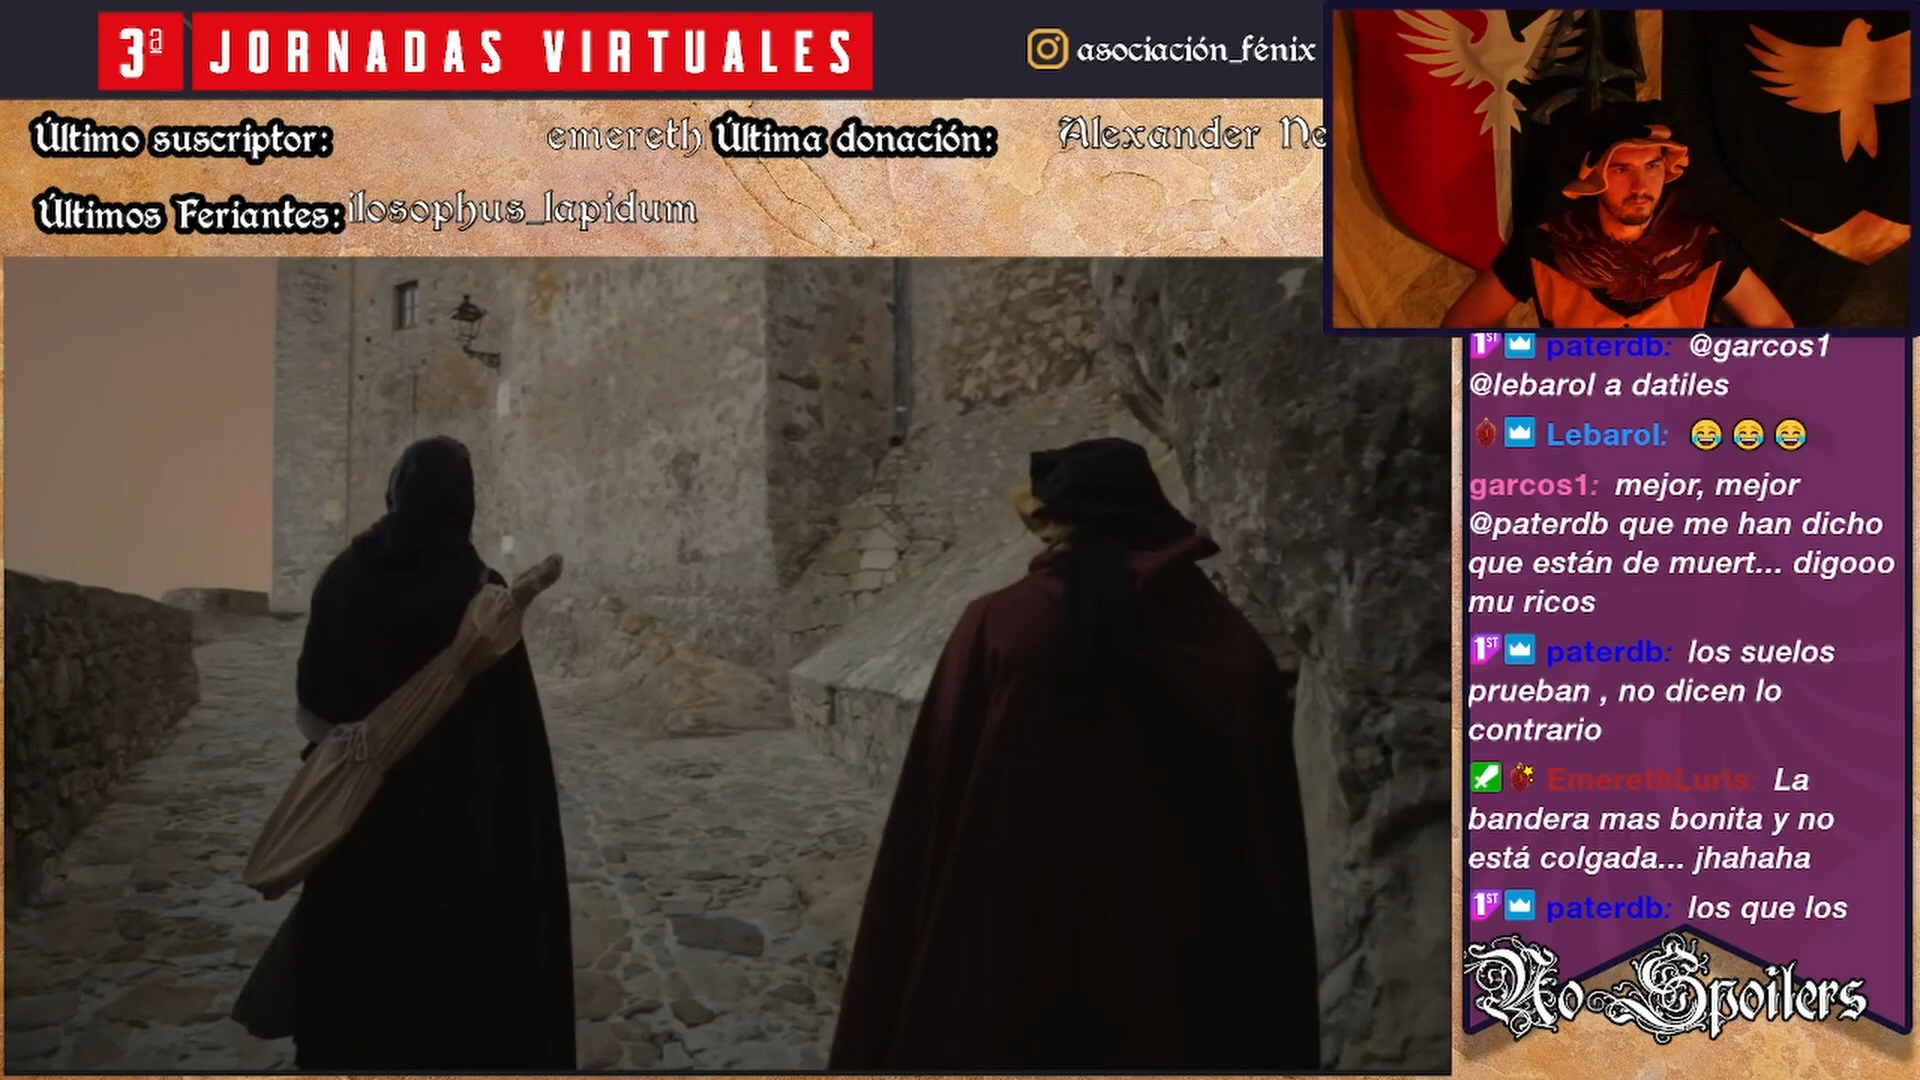 3ª JORNADAS VIRTUALES
asociación_fénix
Último suscriptor: emereth Última donación: Alexander Ne
Últimos Feriantes: ilosophus_lapidum
1ST paterdb: @garcos1
@lebarol a datiles
Lebarol: 😂 😂 😂
garcos1: mejor, mejor
@paterdb que me han dicho
que están de muert... digooo
mu ricos
1ST paterdb: los suelos
prueban , no dicen lo
contrario
EmerethLuris: La
bandera mas bonita y no
está colgada... jhahaha
1ST paterdb: los que los
No Spoilers